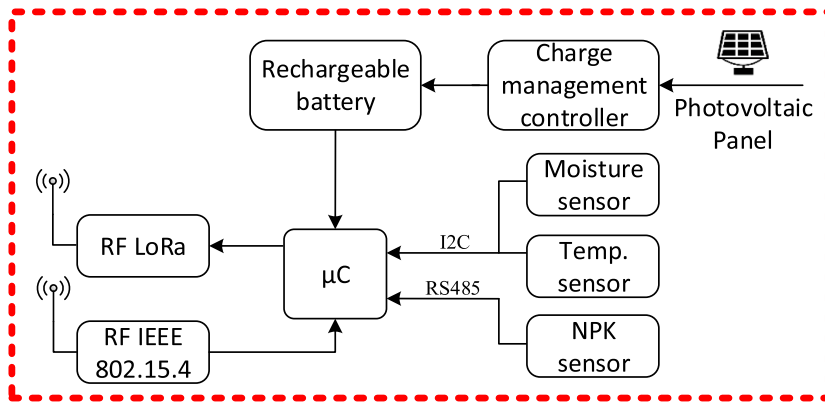 Rechargeable
battery
Charge
management
controller
Photovoltaic
Panel
Moisture
sensor
RF LoRa
µC
I2C
Temp.
sensor
RS485
RF IEEE
802.15.4
NPK
sensor